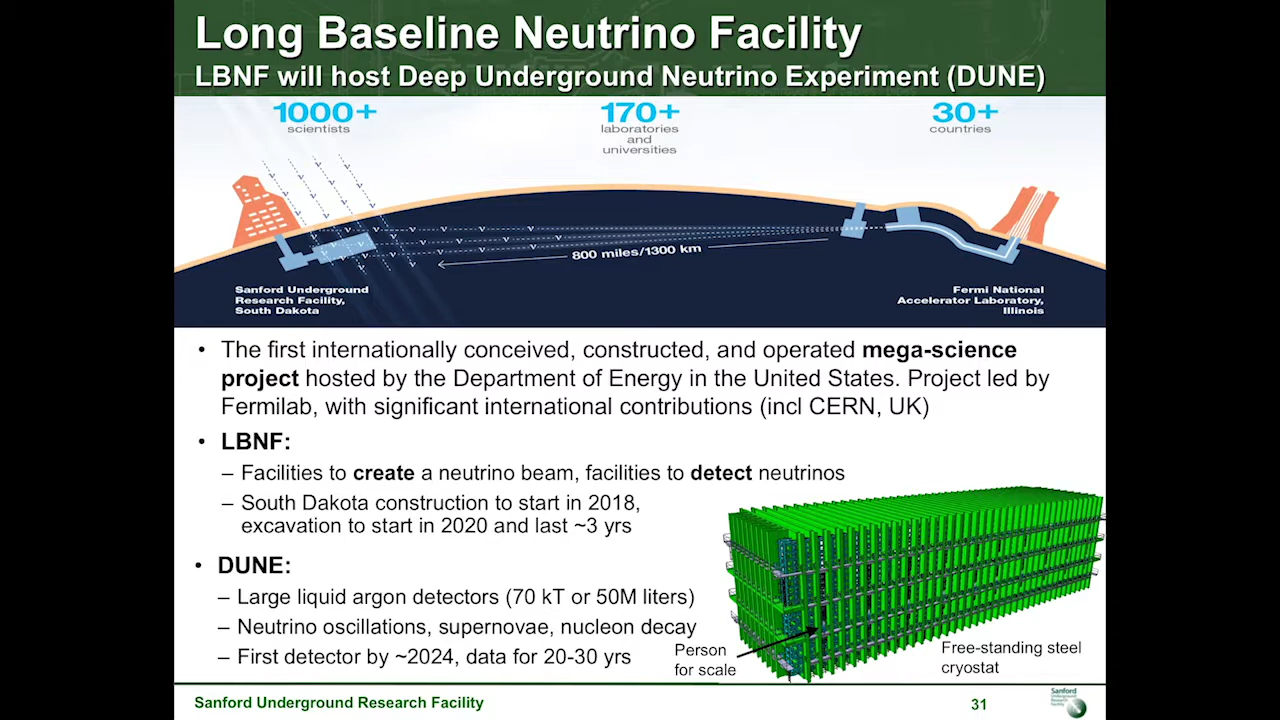 Long Baseline Neutrino Facility
LBNF will host Deep Underground Neutrino Experiment (DUNE)
1000+
scientists
170+
laboratories
and
universities
30+
countries
800 miles/1300 km
Sanford Underground
Research Facility,
South Dakota
Fermi National
Accelerator Laboratory,
Illinois
• The first internationally conceived, constructed, and operated mega-science
project hosted by the Department of Energy in the United States. Project led by
Fermilab, with significant international contributions (incl CERN, UK)
• LBNF:
– Facilities to create a neutrino beam, facilities to detect neutrinos
– South Dakota construction to start in 2018,
excavation to start in 2020 and last ~3 yrs
• DUNE:
– Large liquid argon detectors (70 kT or 50M liters)
– Neutrino oscillations, supernovae, nucleon decay
– First detector by ~2024, data for 20-30 yrs
Person
for scale
Free-standing steel
cryostat
Sanford Underground Research Facility
31
Sanford
Underground
Research
Facility